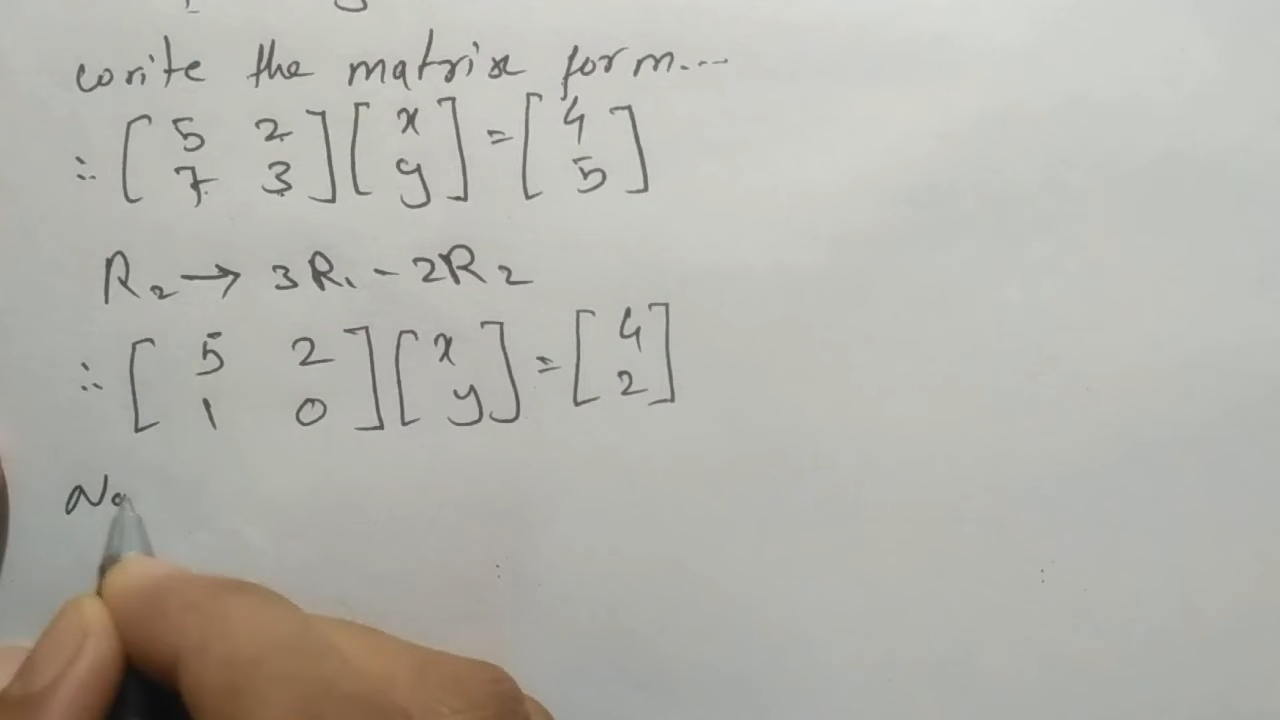 write the matrix form...
∴ [ 5 2 ] [ x ] = [ 4 ]
[ 7 3 ] [ y ] [ 5 ]
R₂ → 3R₁ - 2R₂
∴ [ 5 2 ] [ x ] = [ 4 ]
[ 1 0 ] [ y ] [ 2 ]
No